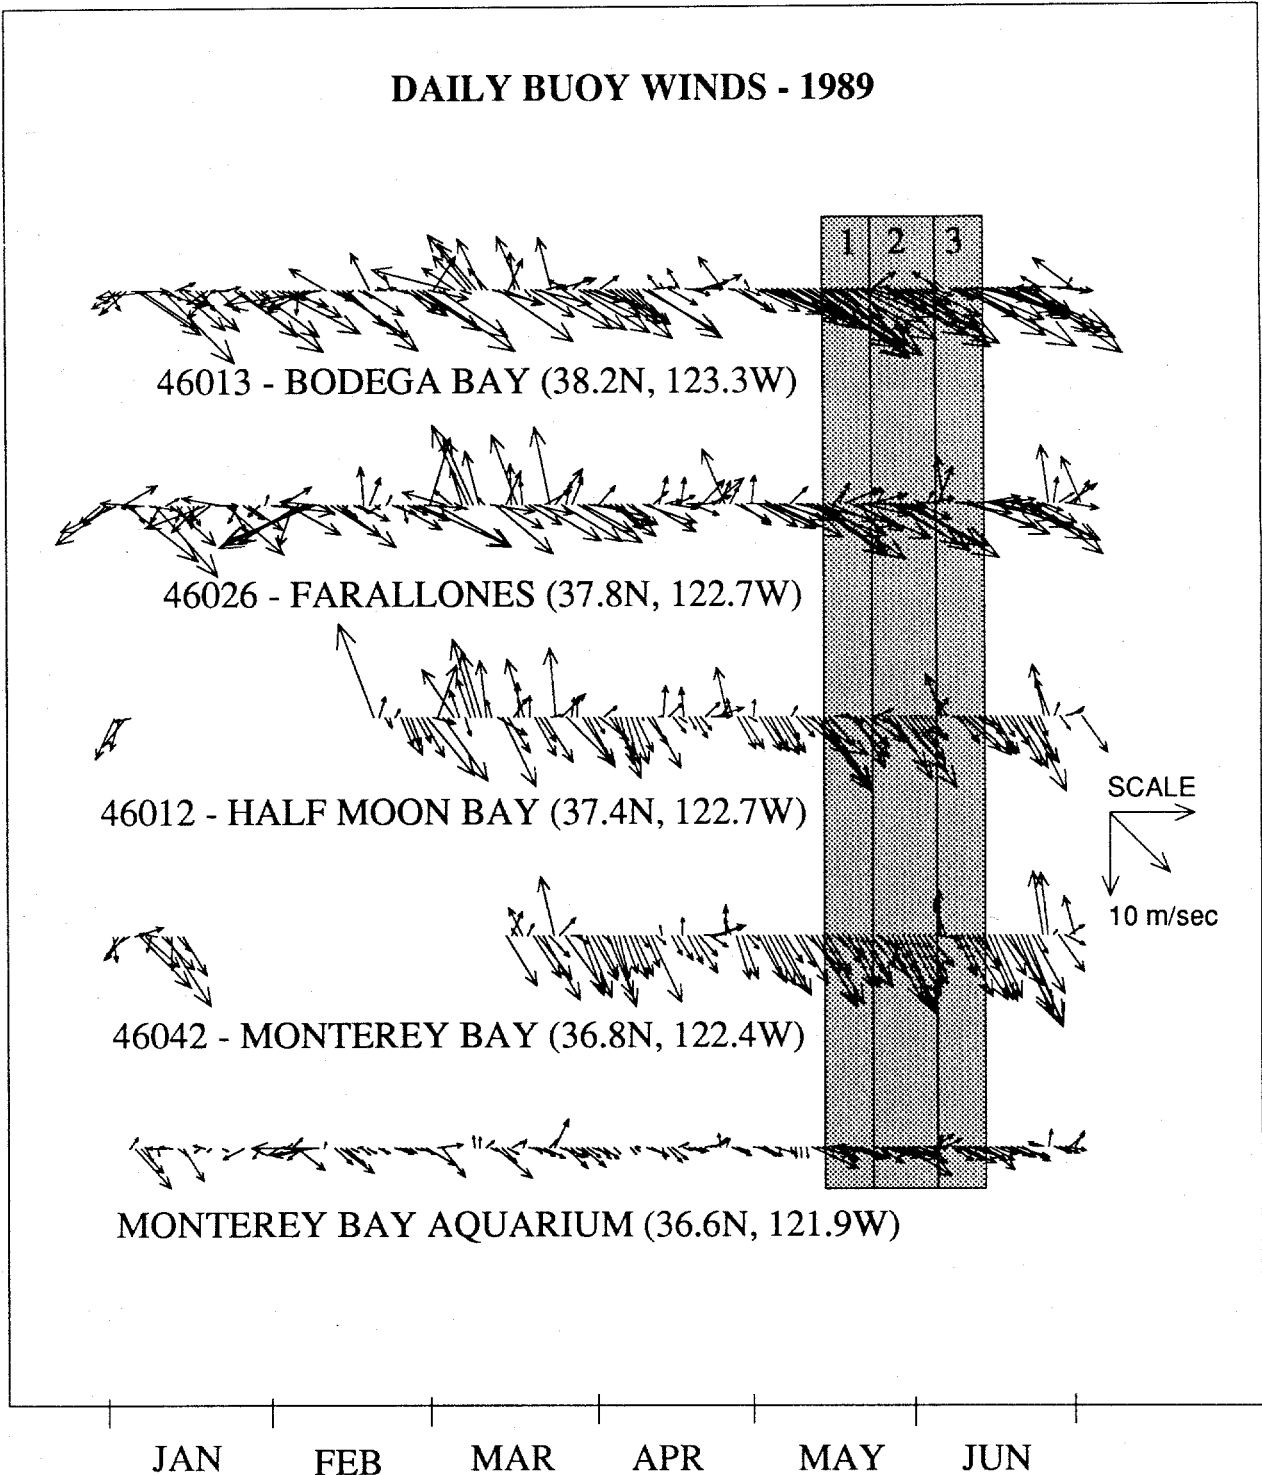 DAILY BUOY WINDS - 1989
1 2 3
46013 - BODEGA BAY (38.2N, 123.3W)
46026 - FARALLONES (37.8N, 122.7W)
46012 - HALF MOON BAY (37.4N, 122.7W)
SCALE
10 m/sec
46042 - MONTEREY BAY (36.8N, 122.4W)
MONTEREY BAY AQUARIUM (36.6N, 121.9W)
JAN FEB MAR APR MAY JUN